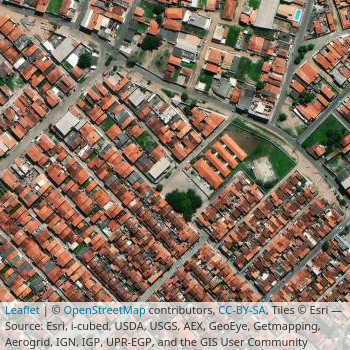 Leaflet | © OpenStreetMap contributors, CC-BY-SA, Tiles © Esri —
Source: Esri, i-cubed, USDA, USGS, AEX, GeoEye, Getmapping,
Aerogrid, IGN, IGP, UPR-EGP, and the GIS User Community